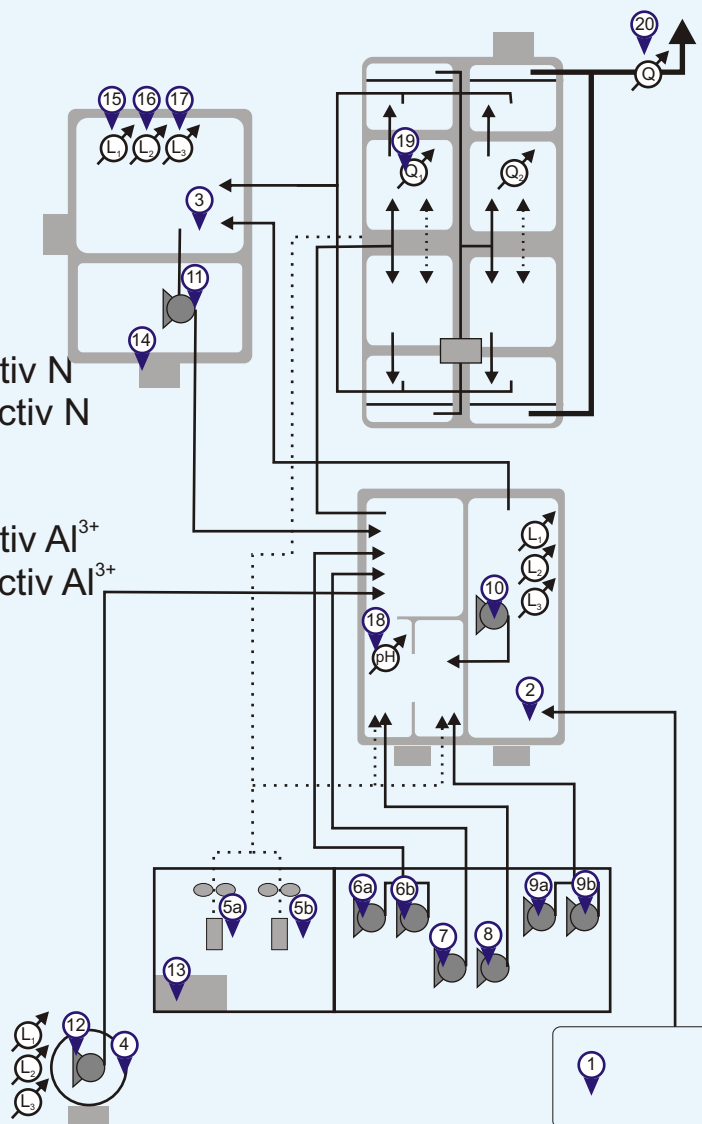 20
Q
15 16 17
L1 L2 L3
19
Q1 Q2
3
11
14
tiv N
ctiv N
tiv Al³⁺
ctiv Al³⁺
L1
L2
L3
10
18
pH
2
6a 6b 9a 9b
5a 5b
7 8
13
12 4
L1
L2
L3
1